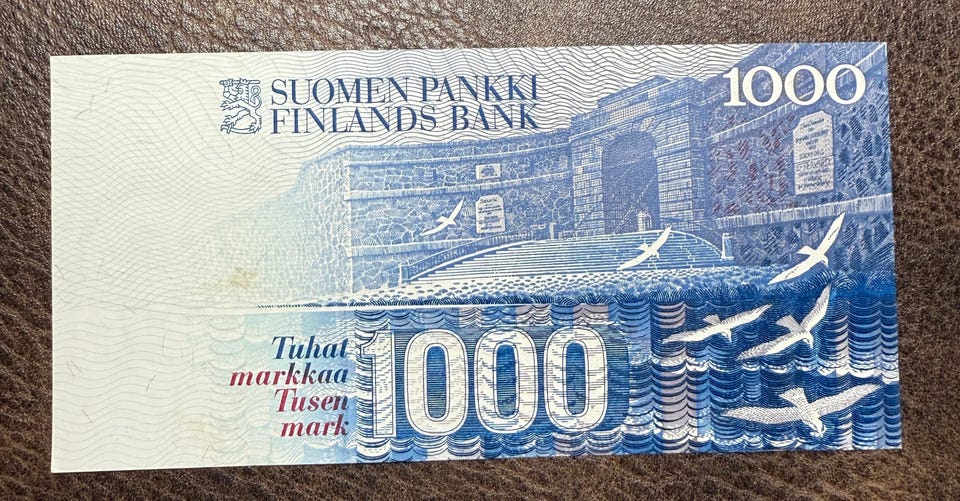 SUOMEN PANKKI
FINLANDS BANK
1000
Tuhat
markkaa
Tusen
mark
1000